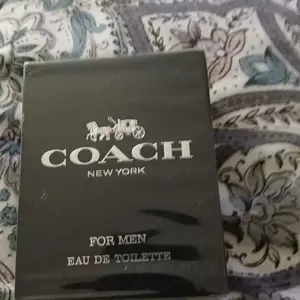 COACH
NEW YORK
FOR MEN
EAU DE TOILETTE